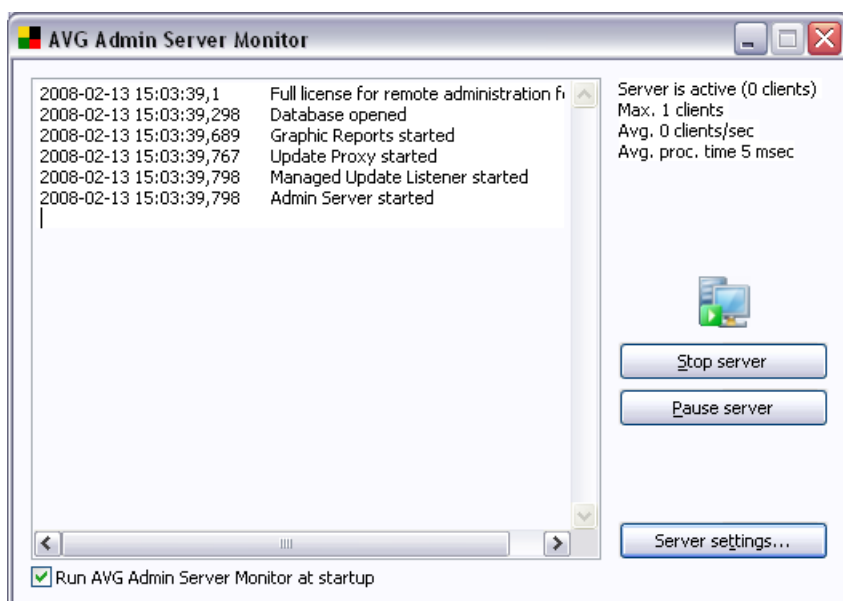 AVG Admin Server Monitor
2008-02-13 15:03:39,1 Full license for remote administration f
2008-02-13 15:03:39,298 Database opened
2008-02-13 15:03:39,689 Graphic Reports started
2008-02-13 15:03:39,767 Update Proxy started
2008-02-13 15:03:39,798 Managed Update Listener started
2008-02-13 15:03:39,798 Admin Server started
Server is active (0 clients)
Max. 1 clients
Avg. 0 clients/sec
Avg. proc. time 5 msec
Stop server
Pause server
Server settings...
Run AVG Admin Server Monitor at startup